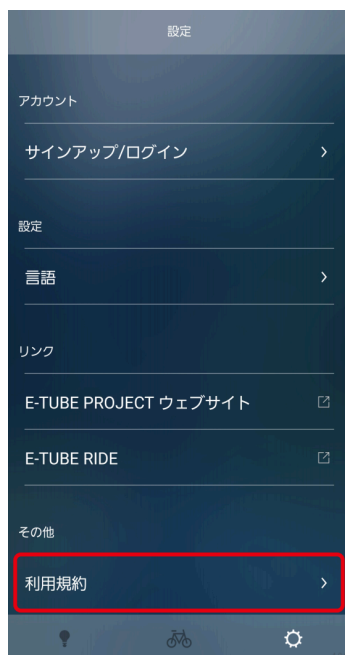 設定
アカウント
サインアップ/ログイン
設定
言語
リンク
E-TUBE PROJECT ウェブサイト
E-TUBE RIDE
その他
利用規約